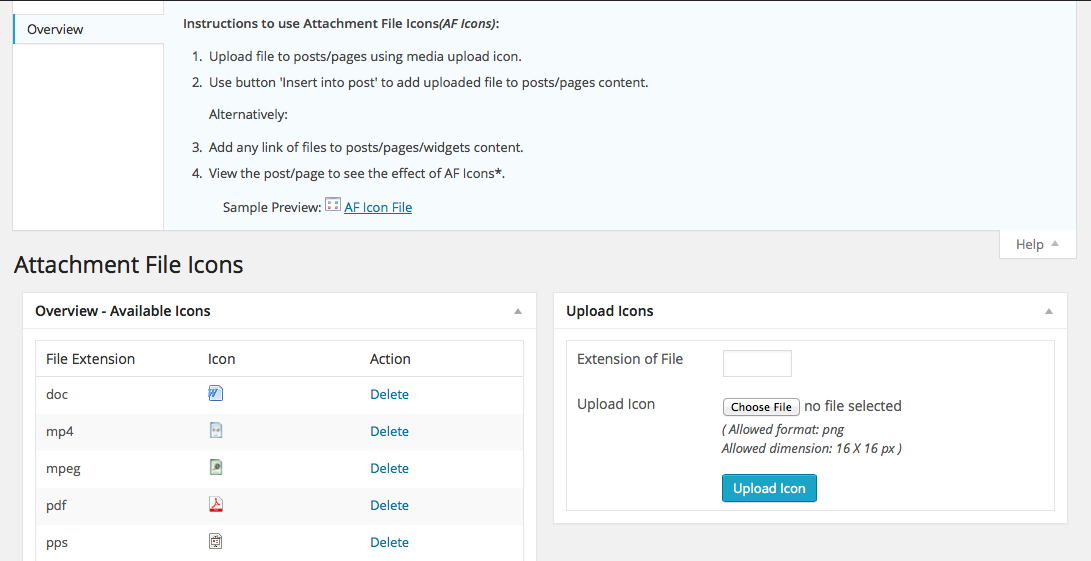 Overview
Instructions to use Attachment File Icons(AF Icons):
1. Upload file to posts/pages using media upload icon.
2. Use button 'Insert into post' to add uploaded file to posts/pages content.
Alternatively:
3. Add any link of files to posts/pages/widgets content.
4. View the post/page to see the effect of AF Icons*.
Sample Preview: AF Icon File
Help
Attachment File Icons
Overview - Available Icons
File Extension Icon Action
doc Delete
mp4 Delete
mpeg Delete
pdf Delete
pps Delete
Upload Icons
Extension of File
Upload Icon Choose File no file selected
( Allowed format: png
Allowed dimension: 16 X 16 px )
Upload Icon